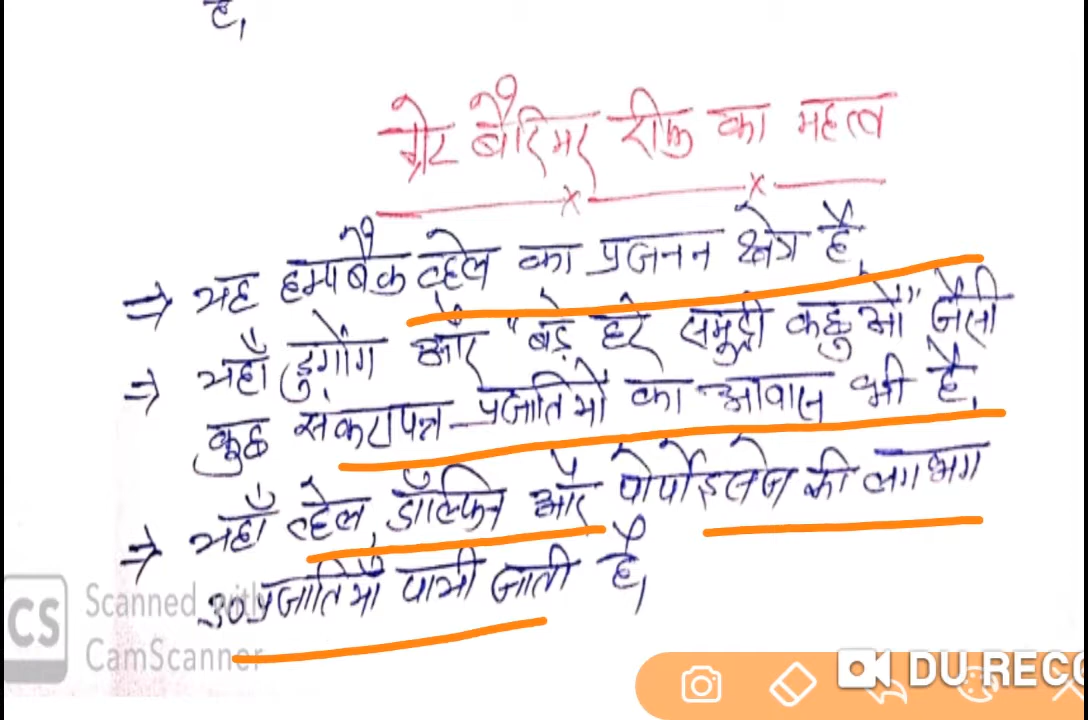 है,
ग्रेट बैरियर रीफ का महत्व
⇒ यह हम्पबैक व्हेल का प्रजनन क्षेत्र है,
⇒ यहाँ डुगोंग और "बड़े हरे समुद्री कछुओं" जैसी
कुछ संकटापन्न प्रजातियों का आवास भी है,
⇒ यहाँ व्हेल, डॉल्फिन और पोर्पोइसेज की लगभग
30 प्रजातियाँ पायी जाती है,
CS Scanned with
CamScanner
DU RECO